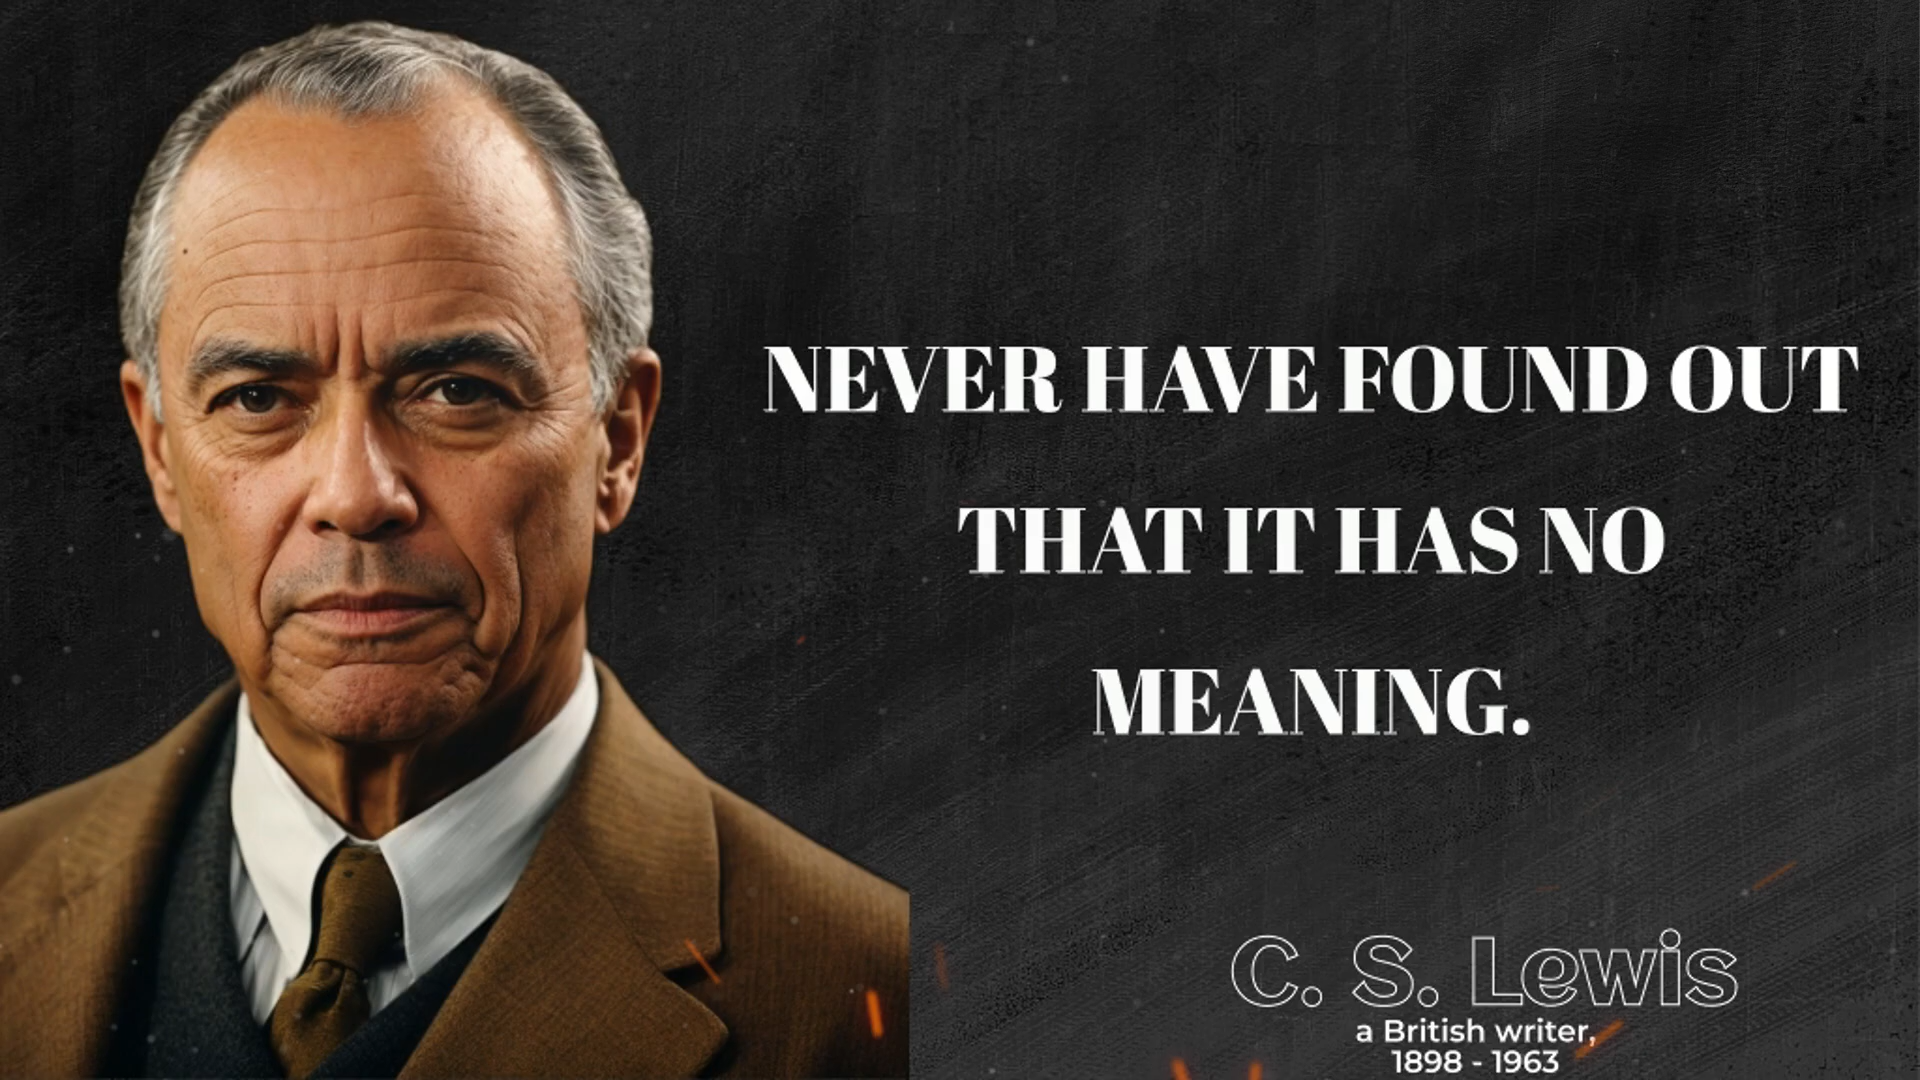 NEVER HAVE FOUND OUT
THAT IT HAS NO
MEANING.
C. S. Lewis
a British writer,
1898 - 1963